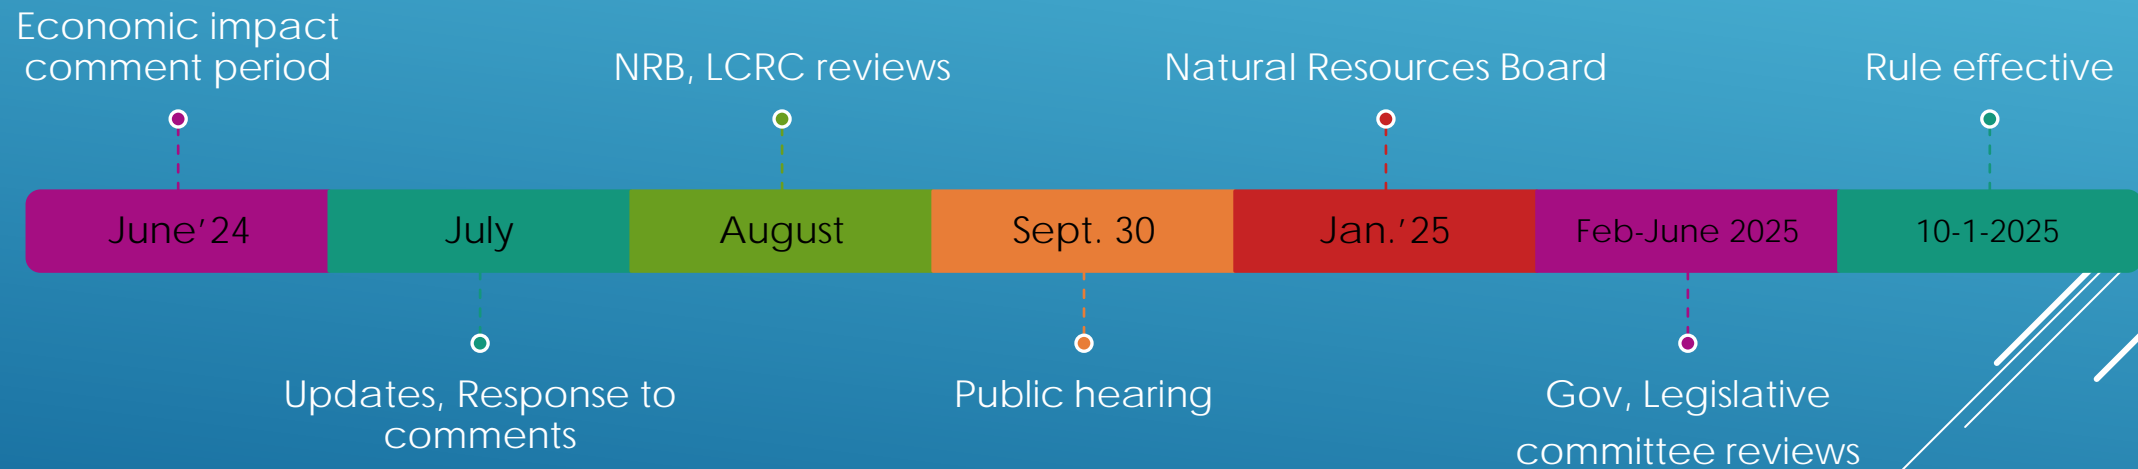 Economic impact
comment period
NRB, LCRC reviews
Natural Resources Board
Rule effective
June'24
July
August
Sept. 30
Jan.'25
Feb-June 2025
10-1-2025
Updates, Response to
comments
Public hearing
Gov, Legislative
committee reviews